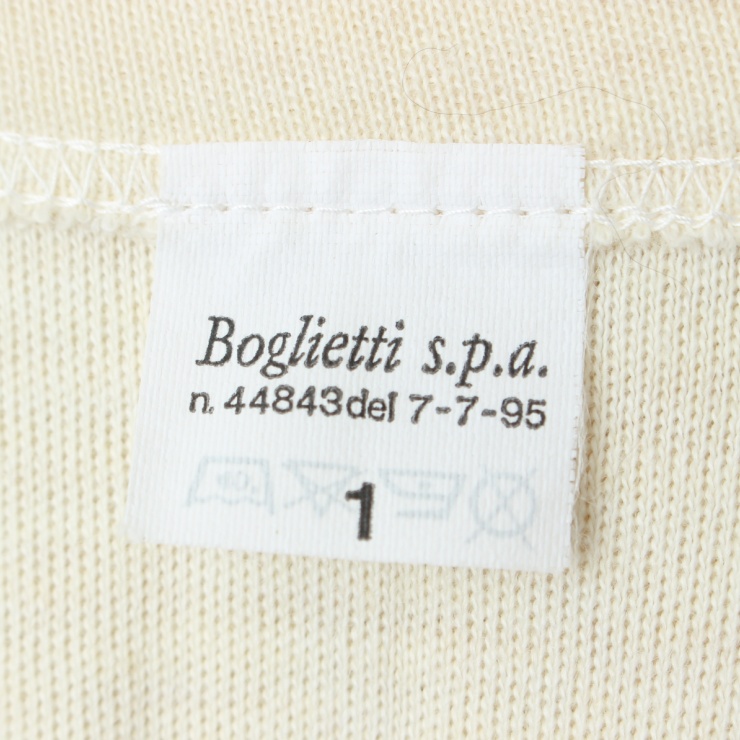 Boglietti s.p.a.
n. 44843 del 7-7-95
1